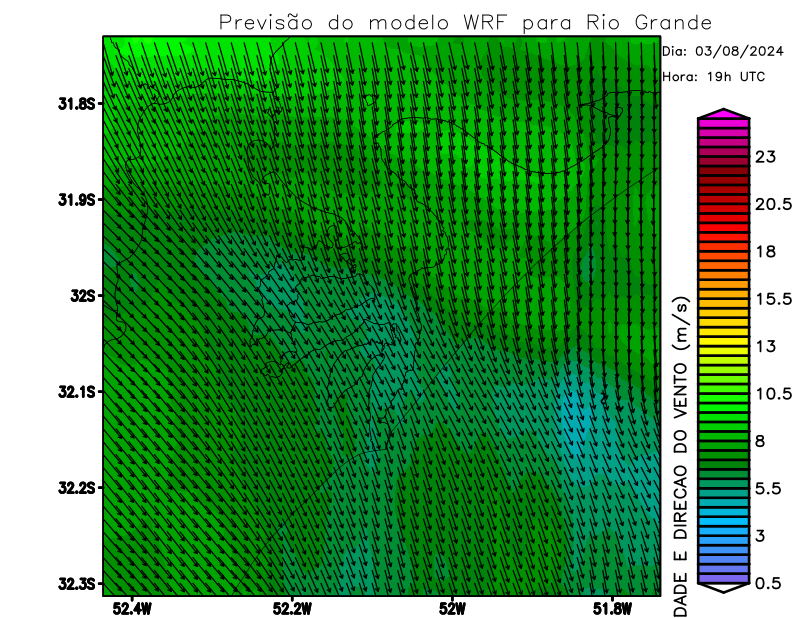 Previsão do modelo WRF para Rio Grande
Dia: 03/08/2024
Hora: 19h UTC
31.8S
31.9S
32S
32.1S
32.2S
32.3S
52.4W
52.2W
52W
51.8W
23
20.5
18
15.5
13
10.5
8
5.5
3
0.5
DADE E DIRECAO DO VENTO (m/s)